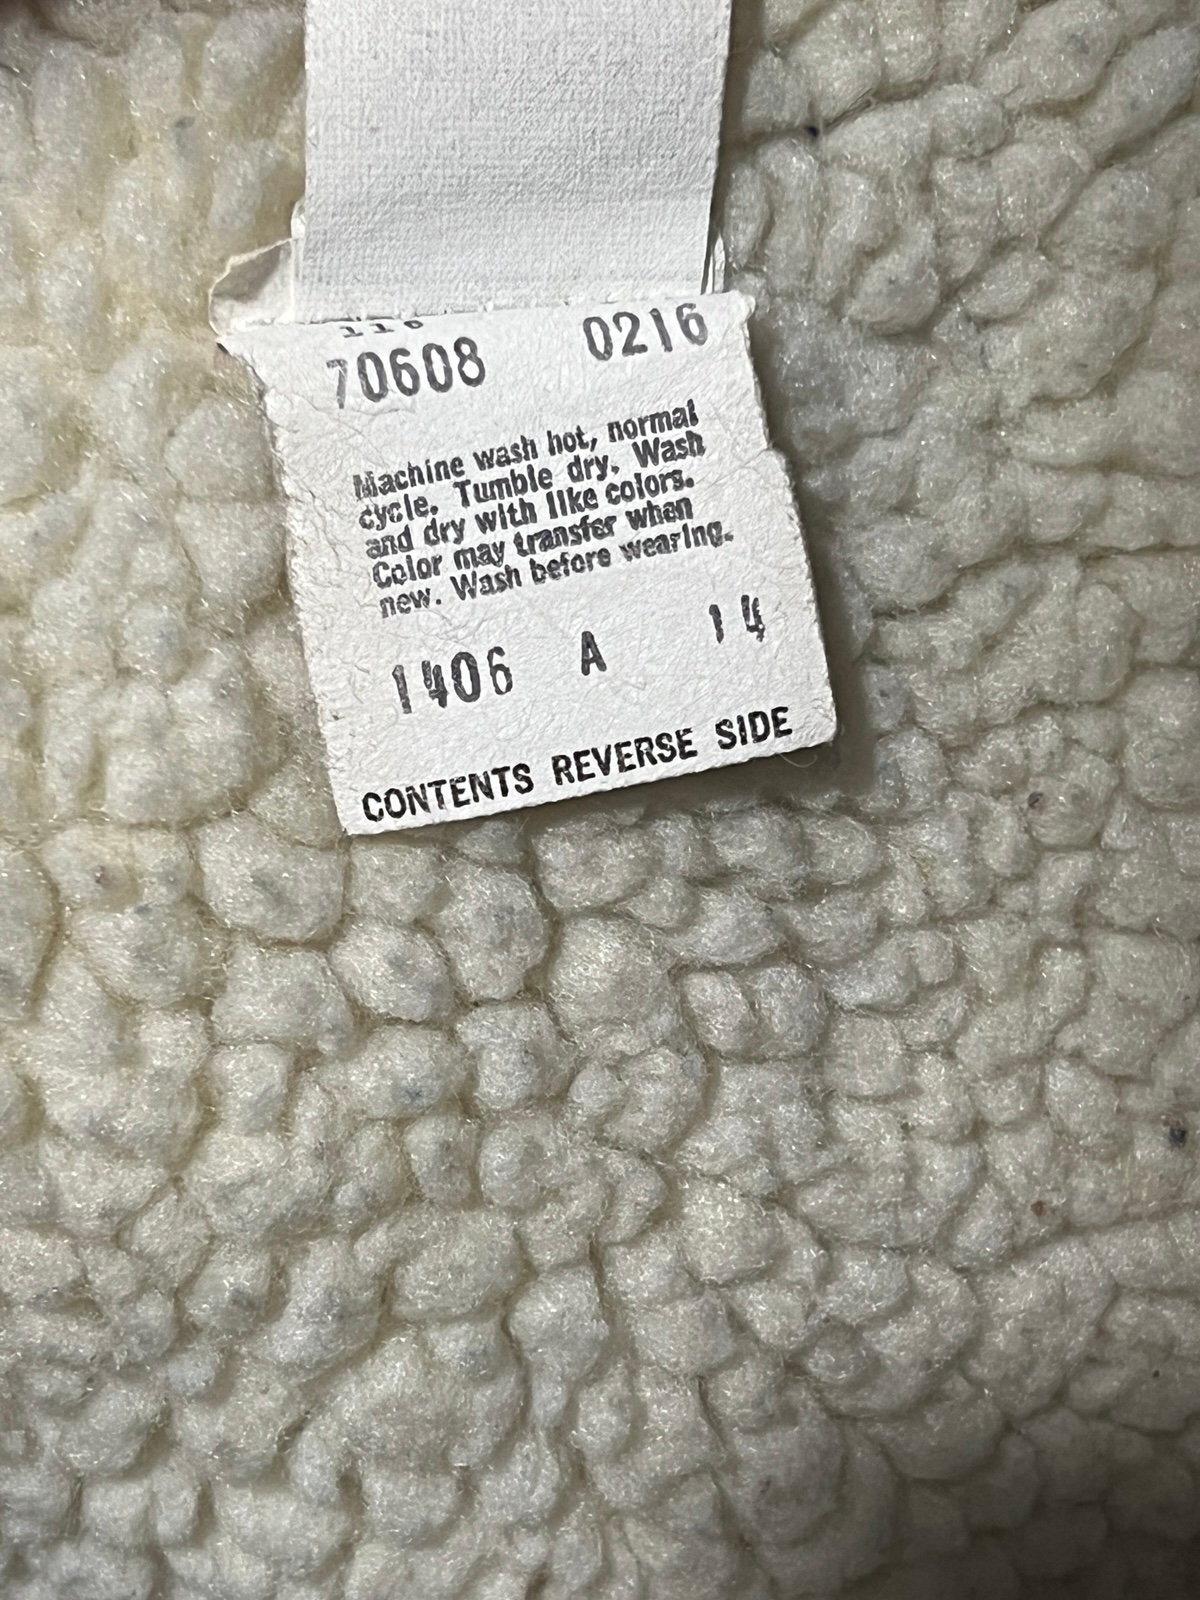 70608 0216
Machine wash hot, normal
cycle. Tumble dry. Wash
and dry with like colors.
Color may transfer when
new. Wash before wearing.
1406 A 14
CONTENTS REVERSE SIDE